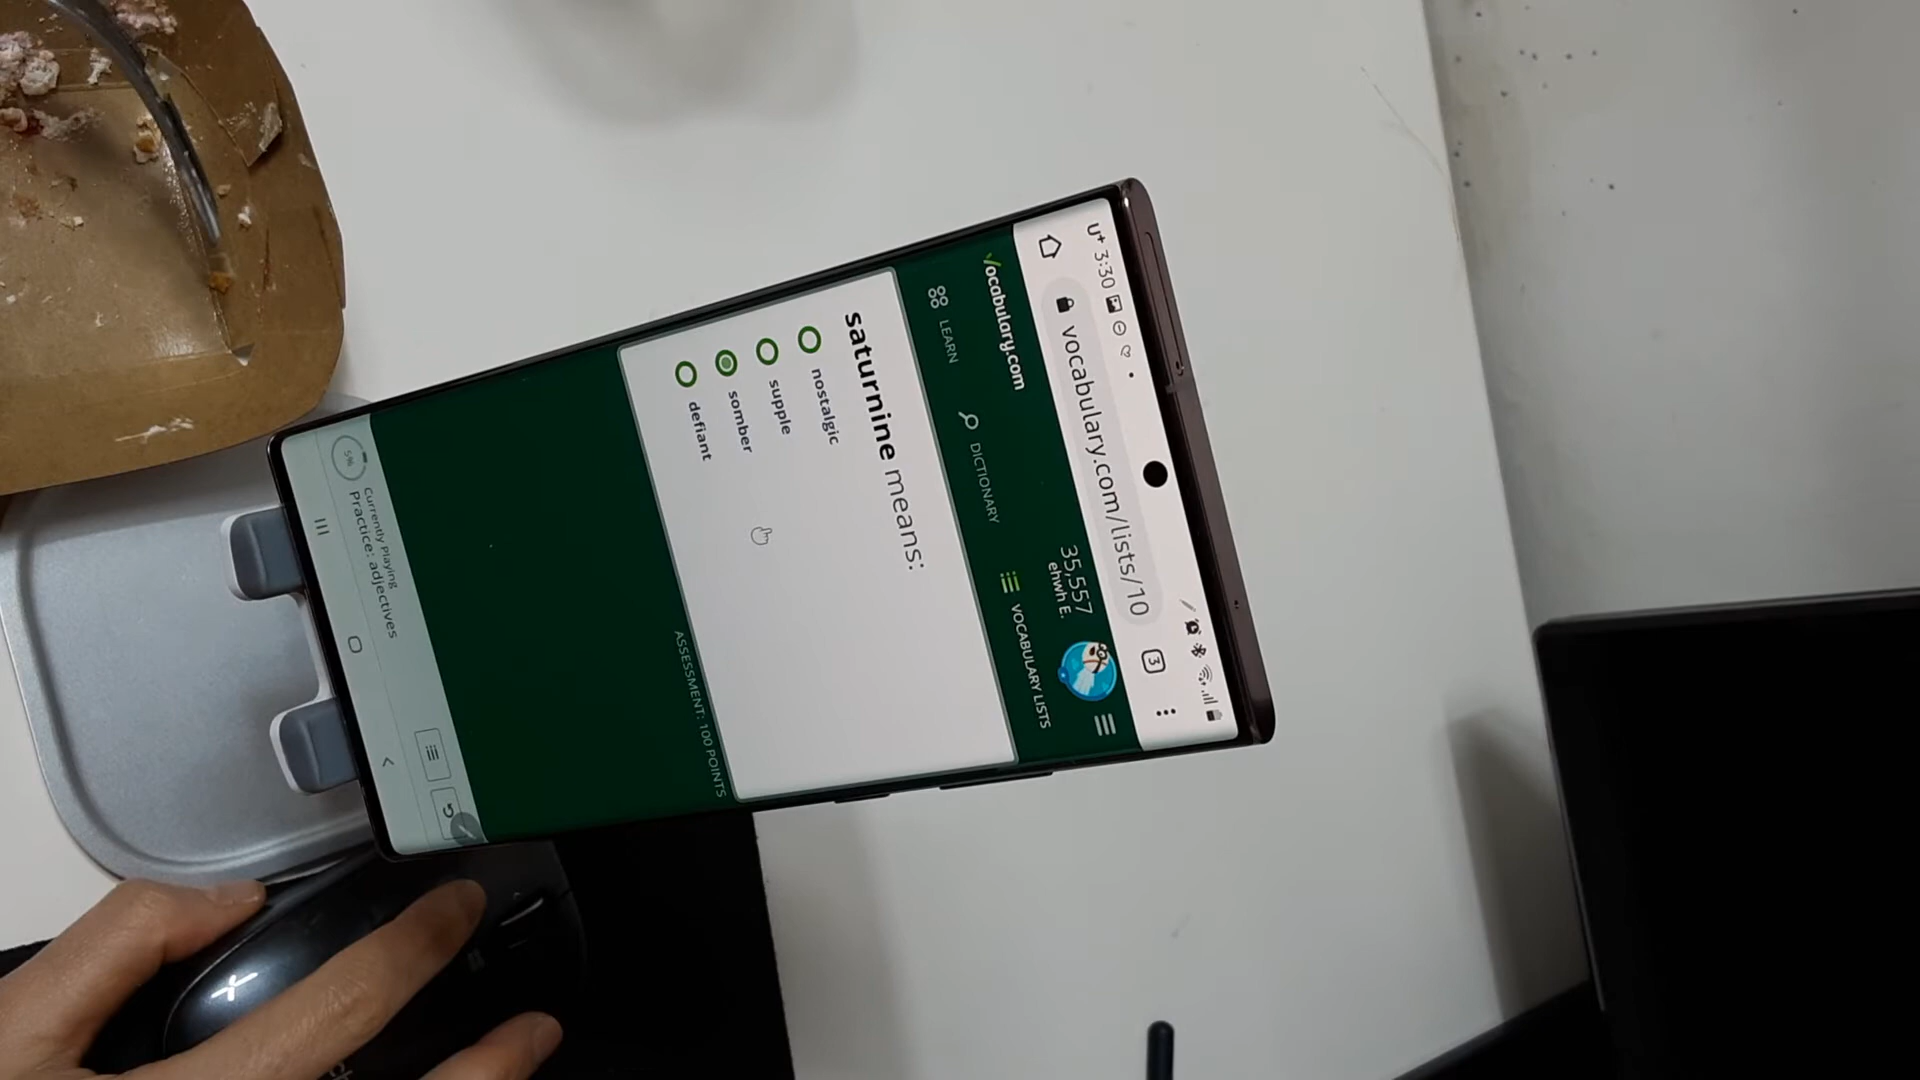 U+ 3:30
vocabulary.com/lists/10
3
Vocabulary.com
35,557
ehwh E.
LEARN
DICTIONARY
VOCABULARY LISTS
saturnine means:
nostalgic
supple
somber
defiant
ASSESSMENT: 100 POINTS
5%
Currently Playing
Practice: adjectives